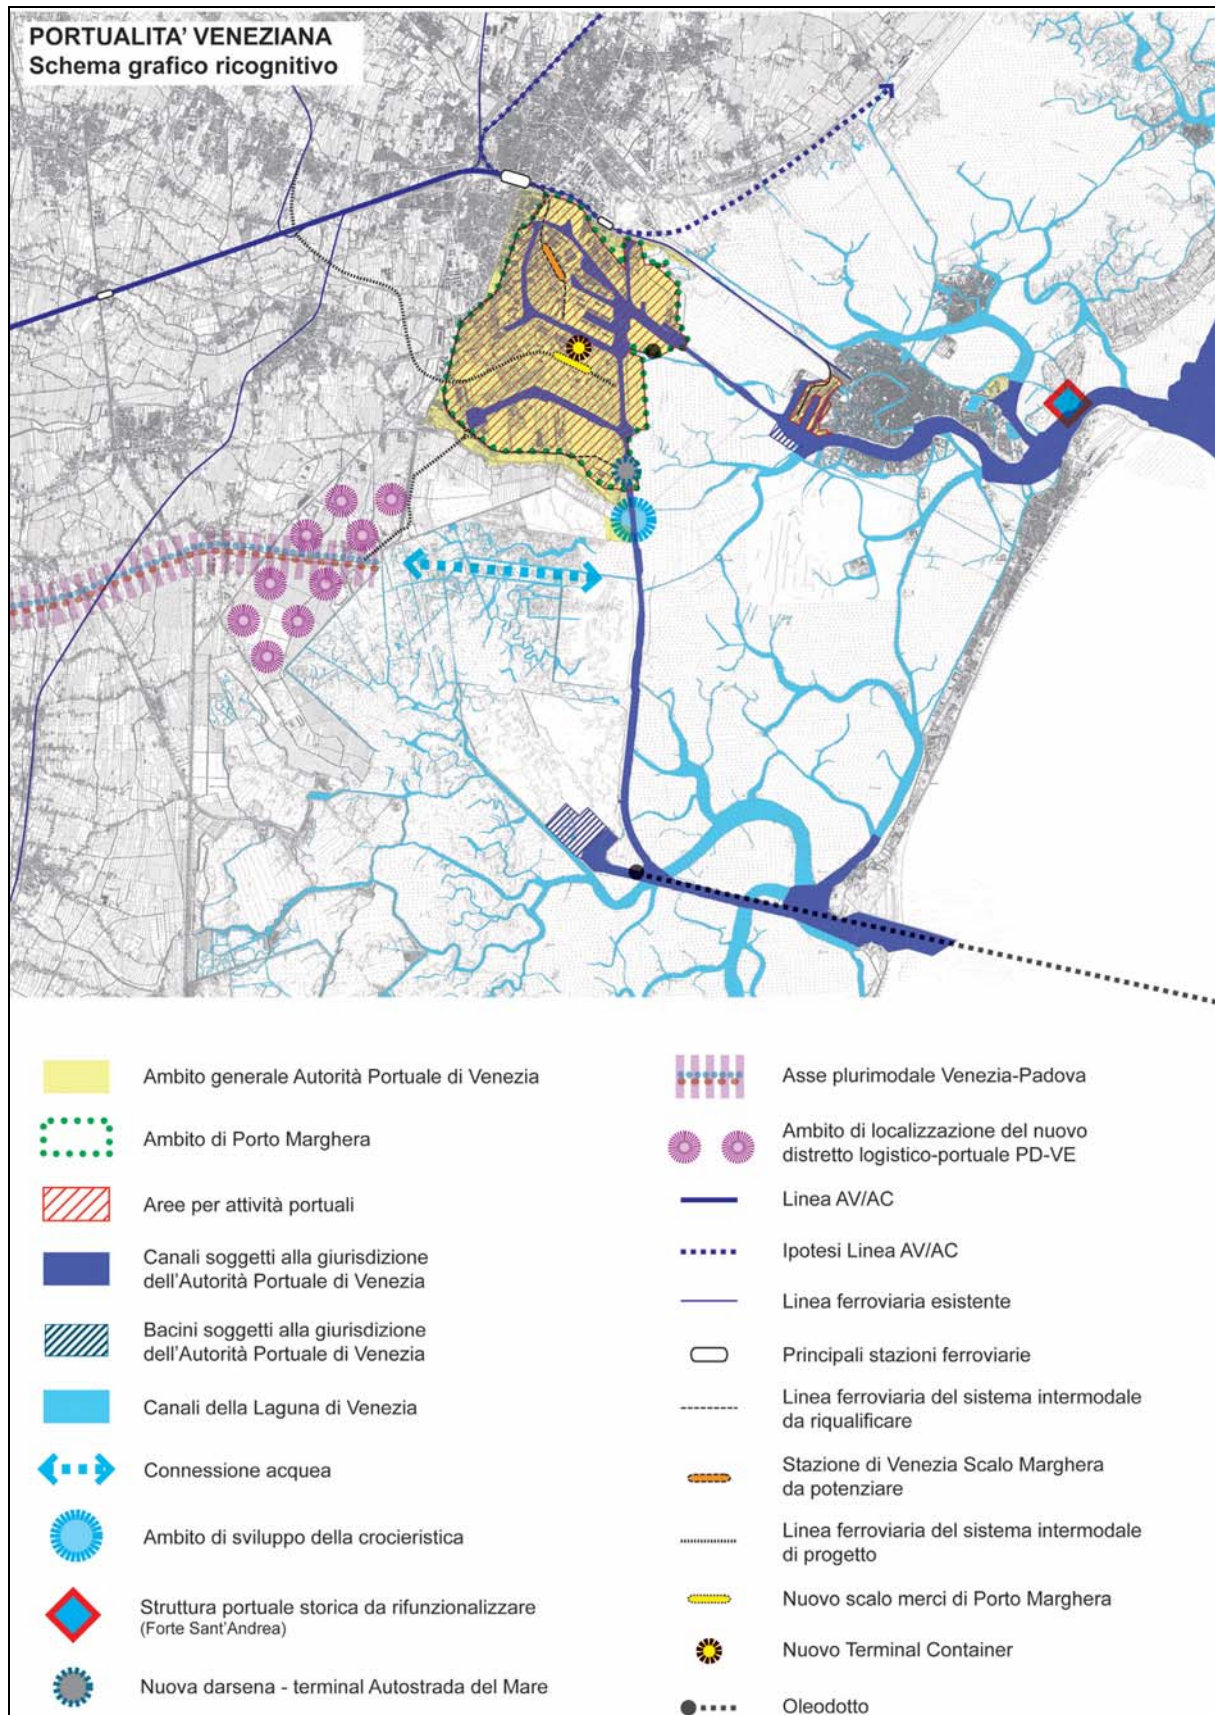 PORTUALITA’ VENEZIANA
Schema grafico ricognitivo
Ambito generale Autorità Portuale di Venezia
Ambito di Porto Marghera
Aree per attività portuali
Canali soggetti alla giurisdizione
dell’Autorità Portuale di Venezia
Bacini soggetti alla giurisdizione
dell’Autorità Portuale di Venezia
Canali della Laguna di Venezia
Connessione acquea
Ambito di sviluppo della crocieristica
Struttura portuale storica da rifunzionalizzare
(Forte Sant’Andrea)
Nuova darsena - terminal Autostrada del Mare
Asse plurimodale Venezia-Padova
Ambito di localizzazione del nuovo
distretto logistico-portuale PD-VE
Linea AV/AC
Ipotesi Linea AV/AC
Linea ferroviaria esistente
Principali stazioni ferroviarie
Linea ferroviaria del sistema intermodale
da riqualificare
Stazione di Venezia Scalo Marghera
da potenziare
Linea ferroviaria del sistema intermodale
di progetto
Nuovo scalo merci di Porto Marghera
Nuovo Terminal Container
Oleodotto